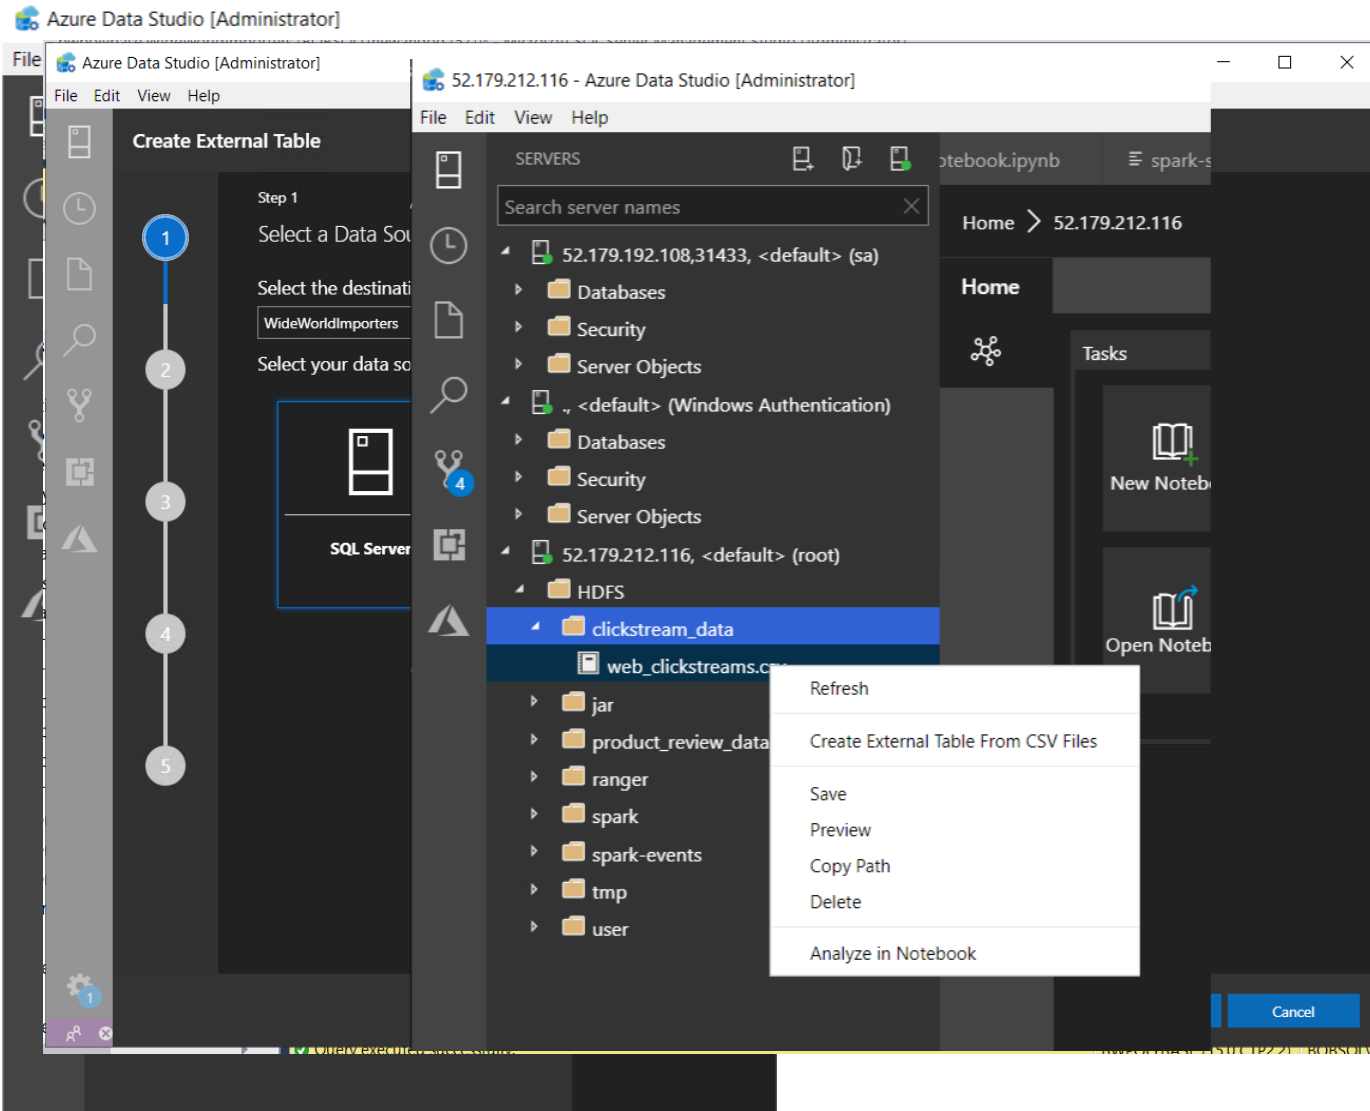 Azure Data Studio [Administrator]
File
Azure Data Studio [Administrator]
File Edit View Help
Create External Table
Step 1
Select a Data Sou
Select the destinati
WideWorldImporters
Select your data so
SQL Server
1
2
3
4
5
1
52.179.212.116 - Azure Data Studio [Administrator]
File Edit View Help
SERVERS
Search server names
52.179.192.108,31433, <default> (sa)
Databases
Security
Server Objects
., <default> (Windows Authentication)
Databases
Security
Server Objects
4
52.179.212.116, <default> (root)
HDFS
clickstream_data
web_clickstreams.csv
jar
product_review_data
ranger
spark
spark-events
tmp
user
Refresh
Create External Table From CSV Files
Save
Preview
Copy Path
Delete
Analyze in Notebook
otebook.ipynb
spark-s
Home > 52.179.212.116
Home
Tasks
New Noteb
Open Noteb
Cancel
Query executed successfully.